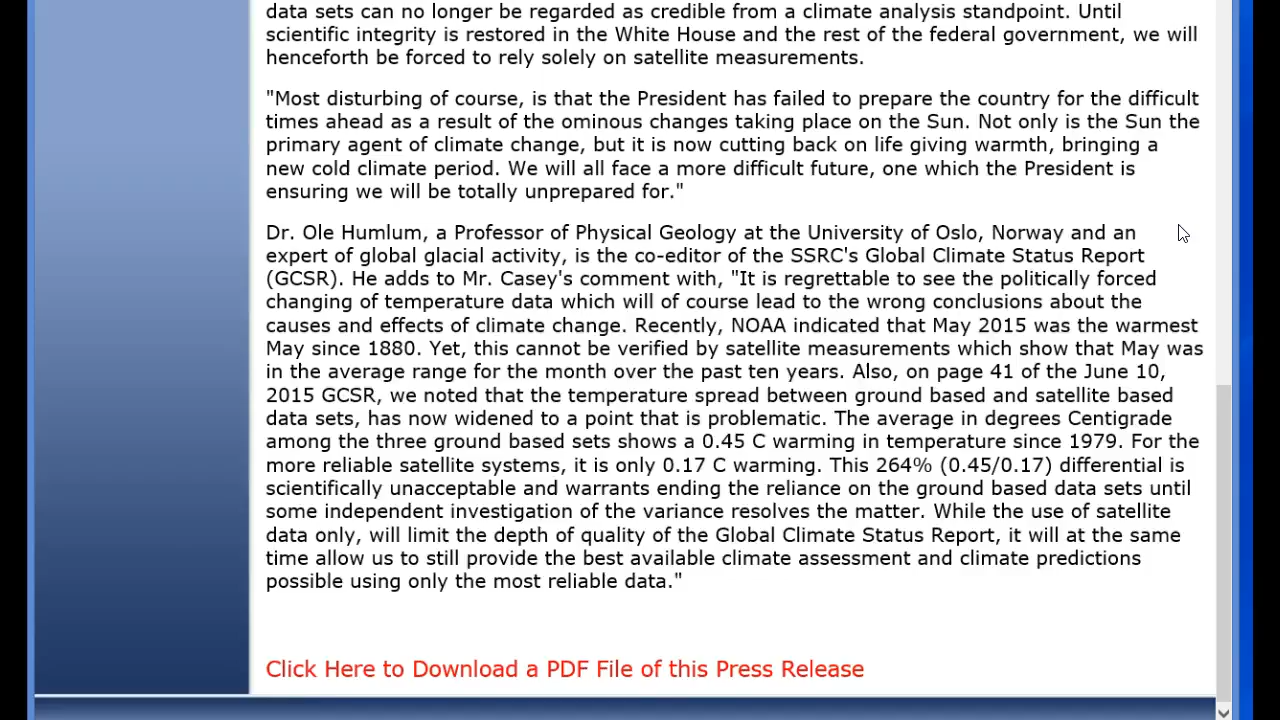 data sets can no longer be regarded as credible from a climate analysis standpoint. Until
scientific integrity is restored in the White House and the rest of the federal government, we will
henceforth be forced to rely solely on satellite measurements.
"Most disturbing of course, is that the President has failed to prepare the country for the difficult
times ahead as a result of the ominous changes taking place on the Sun. Not only is the Sun the
primary agent of climate change, but it is now cutting back on life giving warmth, bringing a
new cold climate period. We will all face a more difficult future, one which the President is
ensuring we will be totally unprepared for."
Dr. Ole Humlum, a Professor of Physical Geology at the University of Oslo, Norway and an
expert of global glacial activity, is the co-editor of the SSRC's Global Climate Status Report
(GCSR). He adds to Mr. Casey's comment with, "It is regrettable to see the politically forced
changing of temperature data which will of course lead to the wrong conclusions about the
causes and effects of climate change. Recently, NOAA indicated that May 2015 was the warmest
May since 1880. Yet, this cannot be verified by satellite measurements which show that May was
in the average range for the month over the past ten years. Also, on page 41 of the June 10,
2015 GCSR, we noted that the temperature spread between ground based and satellite based
data sets, has now widened to a point that is problematic. The average in degrees Centigrade
among the three ground based sets shows a 0.45 C warming in temperature since 1979. For the
more reliable satellite systems, it is only 0.17 C warming. This 264% (0.45/0.17) differential is
scientifically unacceptable and warrants ending the reliance on the ground based data sets until
some independent investigation of the variance resolves the matter. While the use of satellite
data only, will limit the depth of quality of the Global Climate Status Report, it will at the same
time allow us to still provide the best available climate assessment and climate predictions
possible using only the most reliable data."
Click Here to Download a PDF File of this Press Release